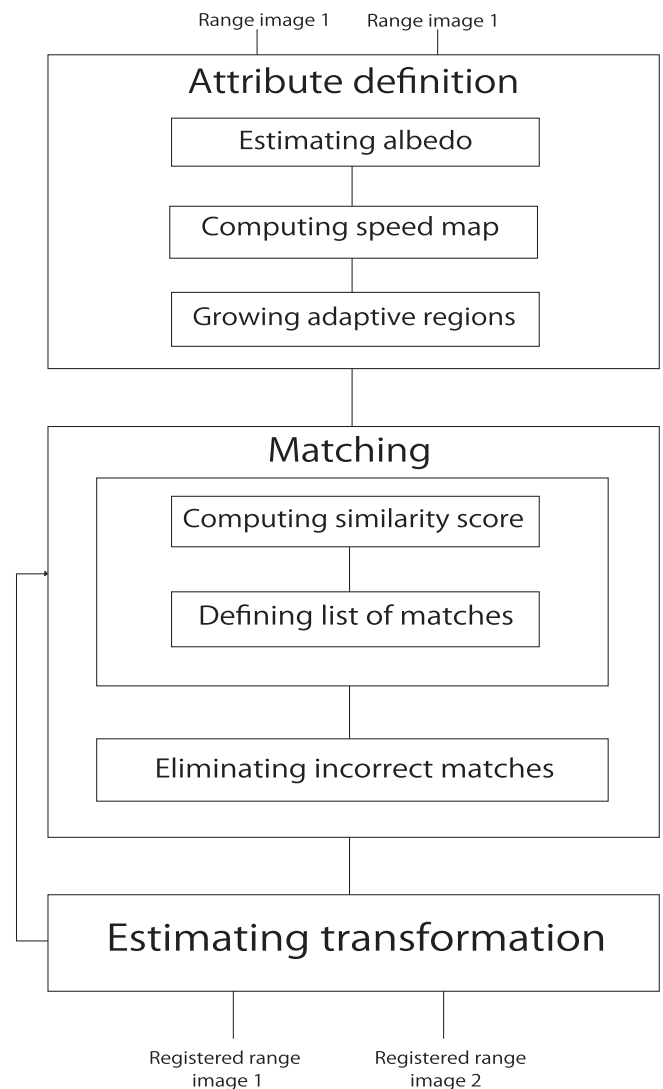 Range image 1
Range image 1
Attribute definition
Estimating albedo
Computing speed map
Growing adaptive regions
Matching
Computing similarity score
Defining list of matches
Eliminating incorrect matches
Estimating transformation
Registered range
image 1
Registered range
image 2